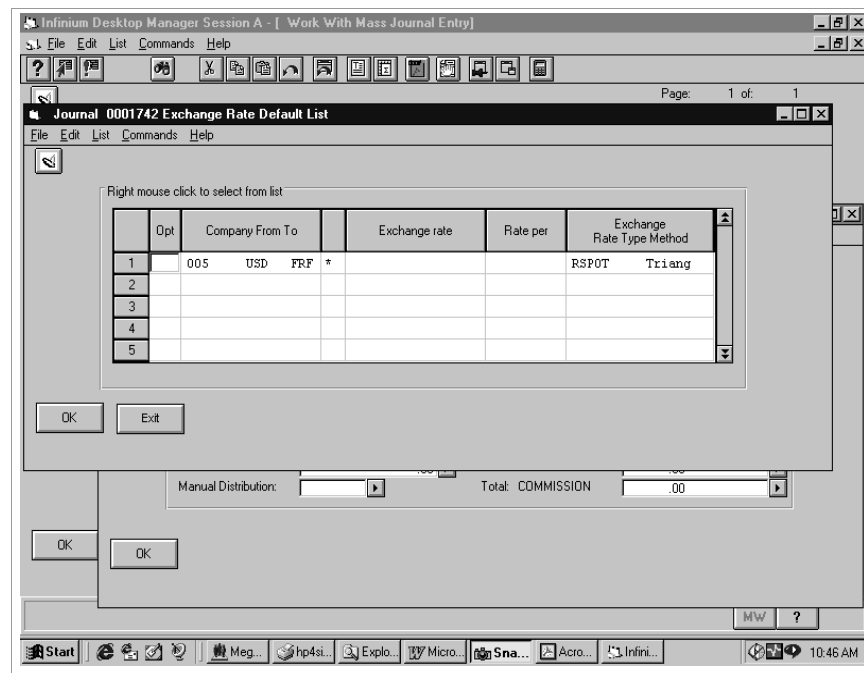 Infinium Desktop Manager Session A - [ Work With Mass Journal Entry]
File Edit List Commands Help
Page: 1 of: 1
Journal 0001742 Exchange Rate Default List
File Edit List Commands Help
Right mouse click to select from list
Opt Company From To Exchange rate Rate per Exchange Rate Type Method
1 005 USD FRF * RSPOT Triang
2
3
4
5
OK Exit
Manual Distribution: Total: COMMISSION .00
OK OK
MW ?
Start Meg... hp4si... Explo... Micro... Sna... Acro... Infini... 10:46 AM